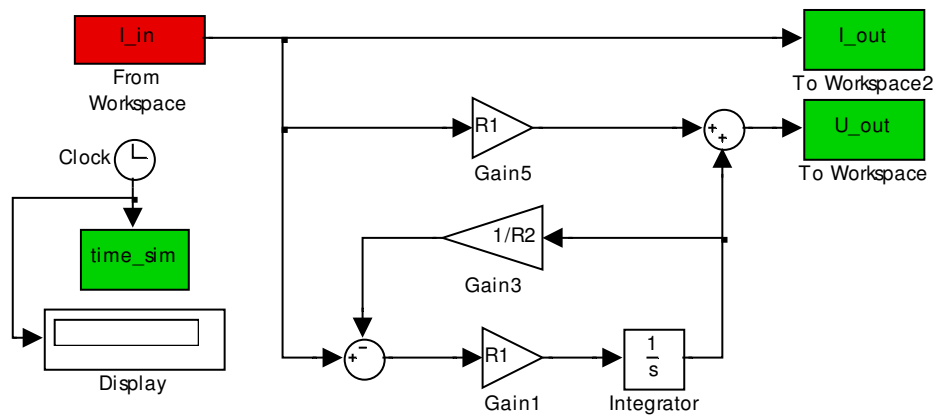 I_in
From
Workspace
I_out
To Workspace2
R1
Gain5
+
+
U_out
To Workspace
Clock
time_sim
Display
1/R2
Gain3
−
+
R1
Gain1
1
s
Integrator